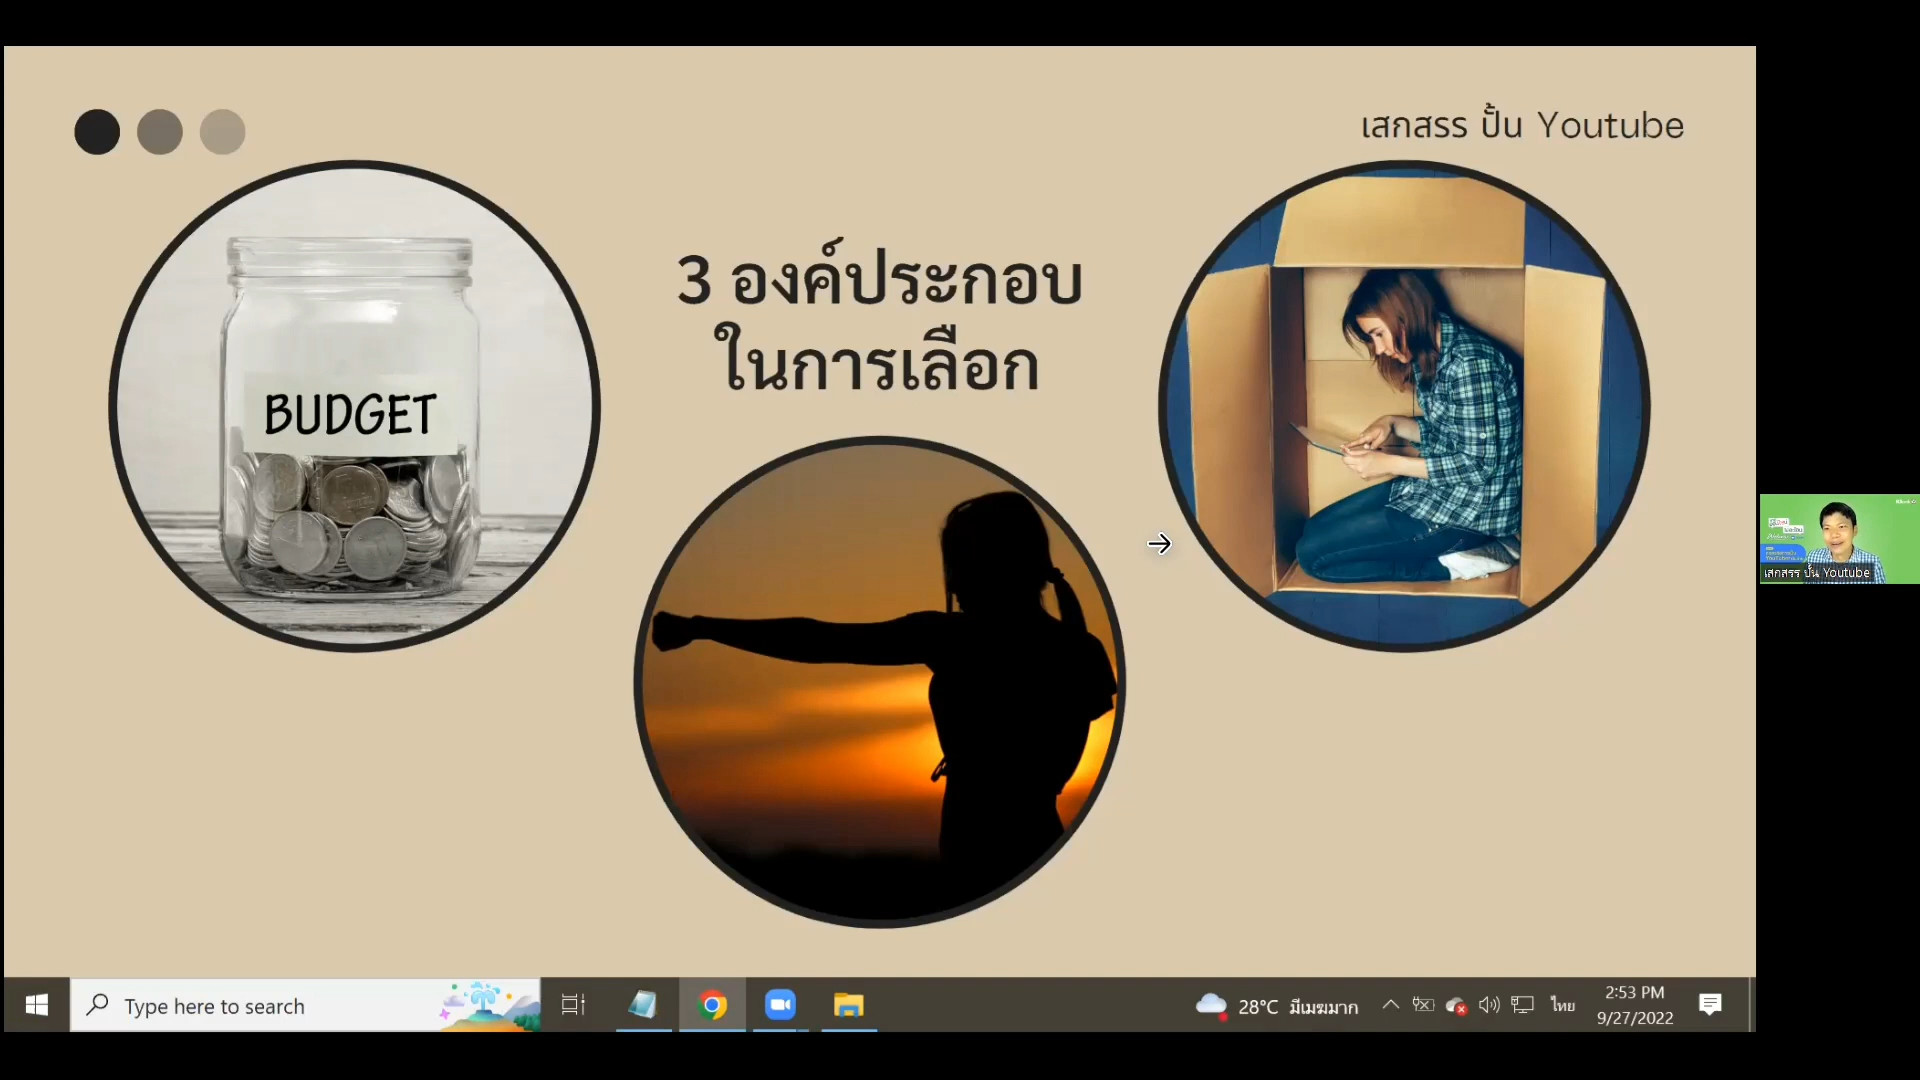 เสกสรร ปั้น Youtube
3 องค์ประกอบ
ในการเลือก
BUDGET
เสกสรร ปั้น Youtube
Type here to search
28°C มีเมฆมาก
ไทย
2:53 PM
9/27/2022